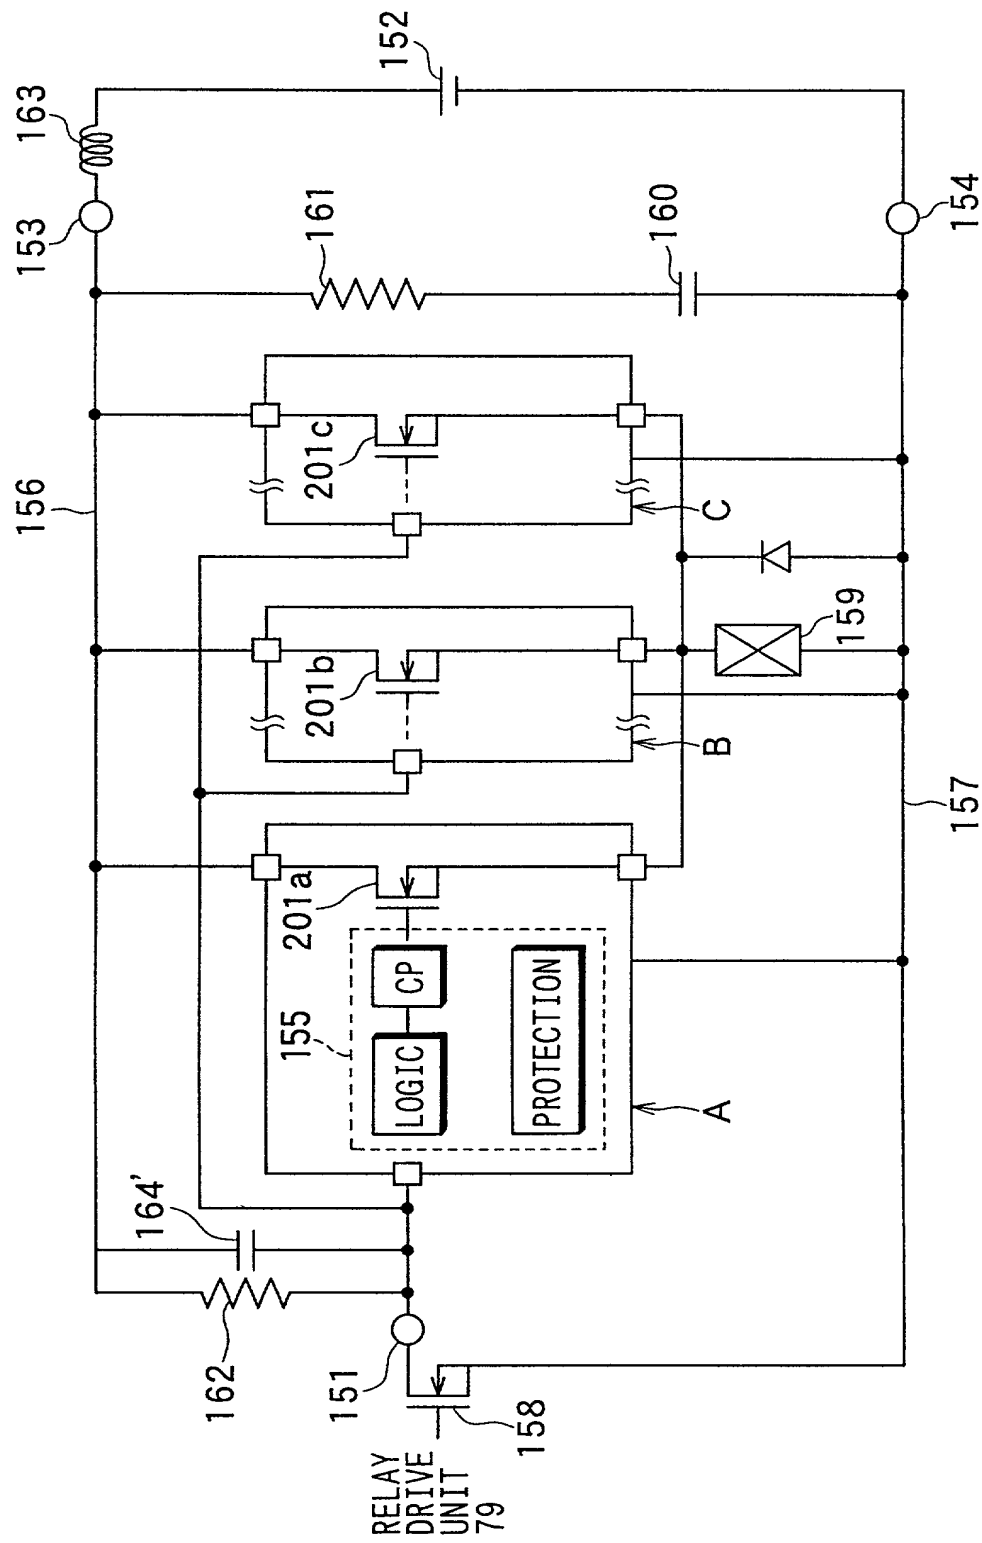 163
152
153
161
160
154
156
201c
C
201b
B
159
157
201a
155
LOGIC
CP
PROTECTION
A
164'
162
151
158
RELAY
DRIVE
UNIT
79